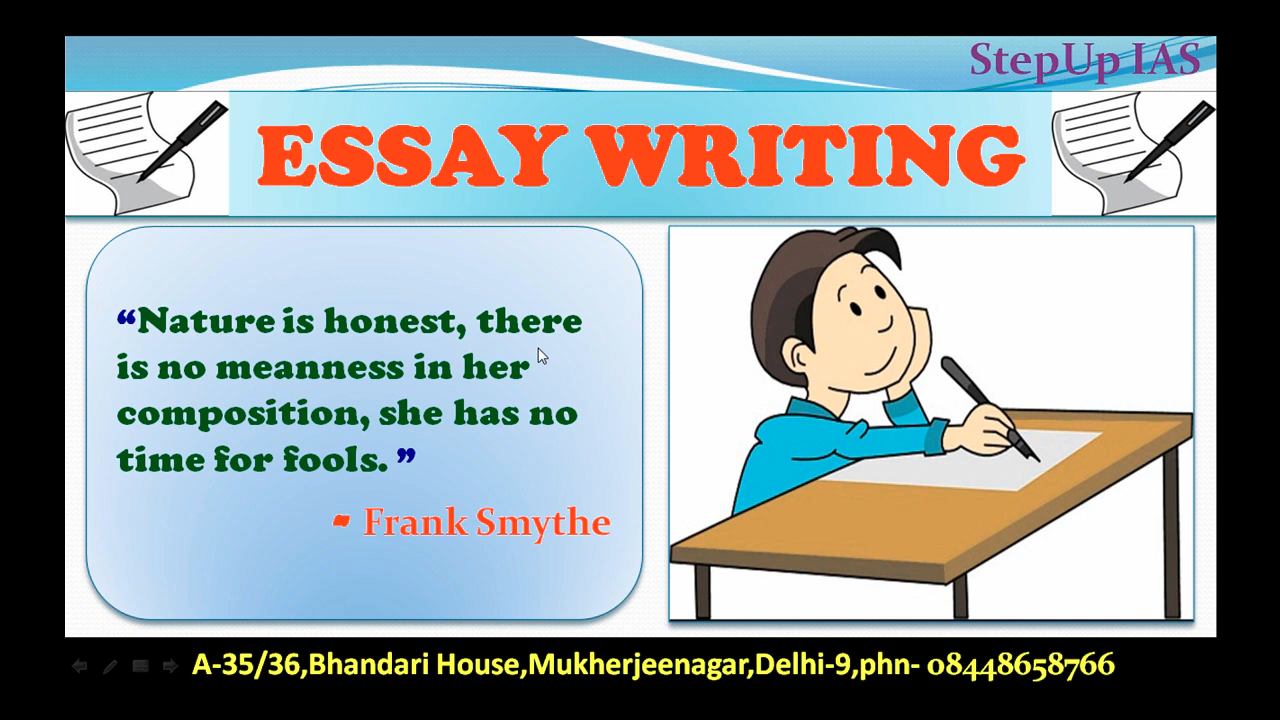 StepUp IAS
ESSAY WRITING
“Nature is honest, there
is no meanness in her
composition, she has no
time for fools. ”
~ Frank Smythe
A-35/36,Bhandari House,Mukherjeenagar,Delhi-9,phn- 08448658766